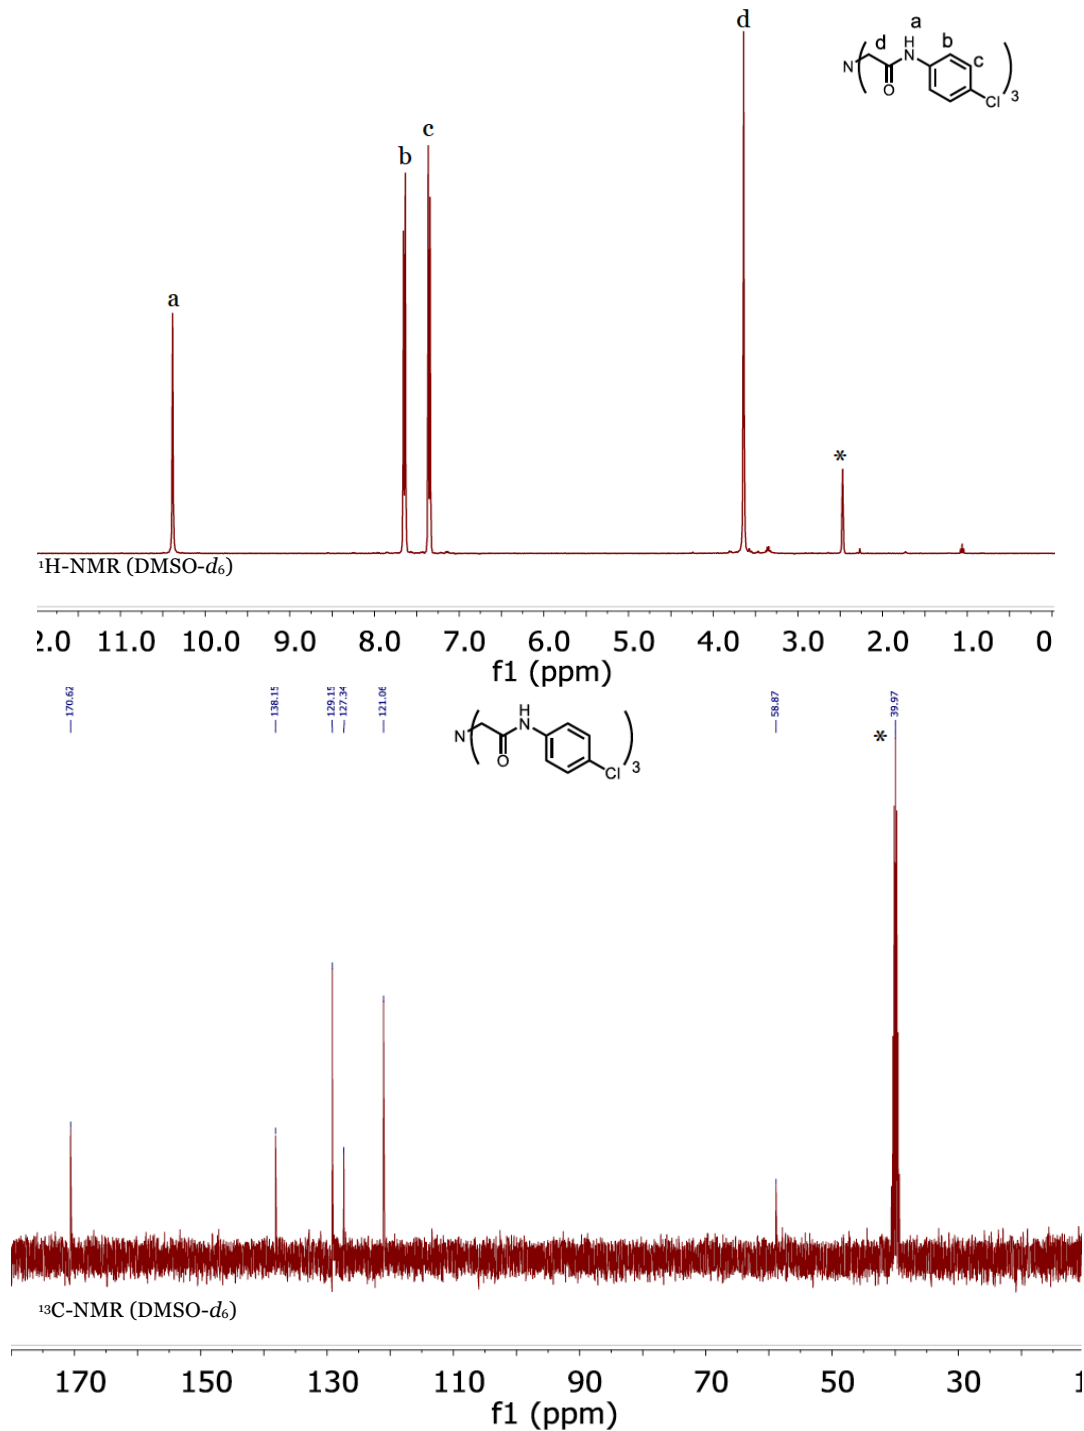 d
a
H
N
b
d
c
N
O
Cl
3
c
b
a
*
¹H-NMR (DMSO-d₆)
2.0 11.0 10.0 9.0 8.0 7.0 6.0 5.0 4.0 3.0 2.0 1.0 0
f1 (ppm)
170.62 138.15 129.15 127.34 121.06 58.87 39.97
H
N
N
O
Cl
3
*
¹³C-NMR (DMSO-d₆)
170 150 130 110 90 70 50 30 1
f1 (ppm)